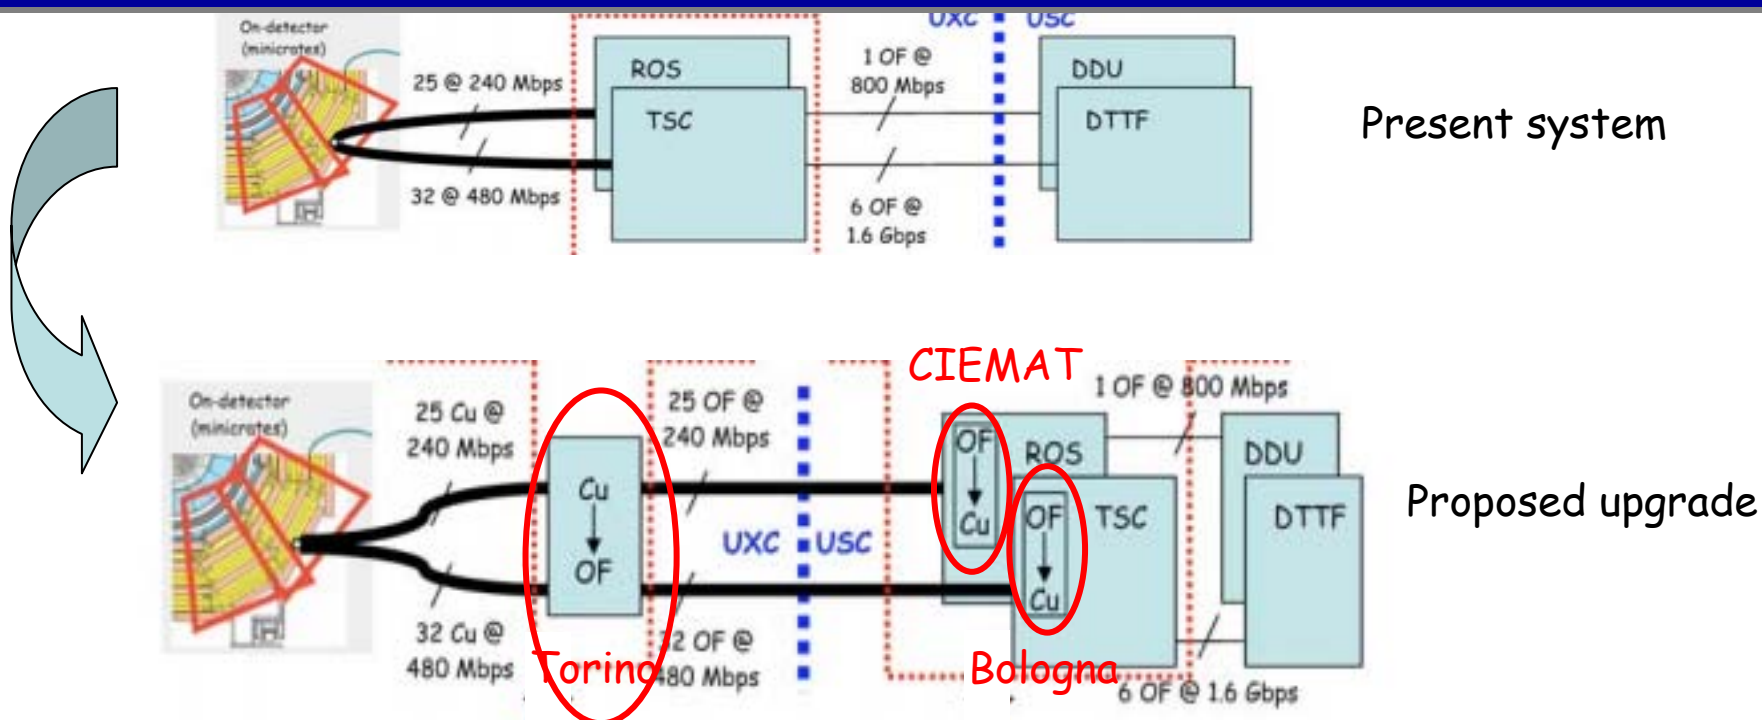 On-detector
(minicrates)
25 @ 240 Mbps
32 @ 480 Mbps
ROS
TSC
1 OF @
800 Mbps
6 OF @
1.6 Gbps
UXC
USC
DDU
DTTF
Present system
On-detector
(minicrates)
25 Cu @
240 Mbps
32 Cu @
480 Mbps
Cu
OF
Torino
25 OF @
240 Mbps
32 OF @
480 Mbps
UXC
USC
CIEMAT
OF
Cu
ROS
OF
Cu
TSC
Bologna
1 OF @ 800 Mbps
6 OF @ 1.6 Gbps
DDU
DTTF
Proposed upgrade